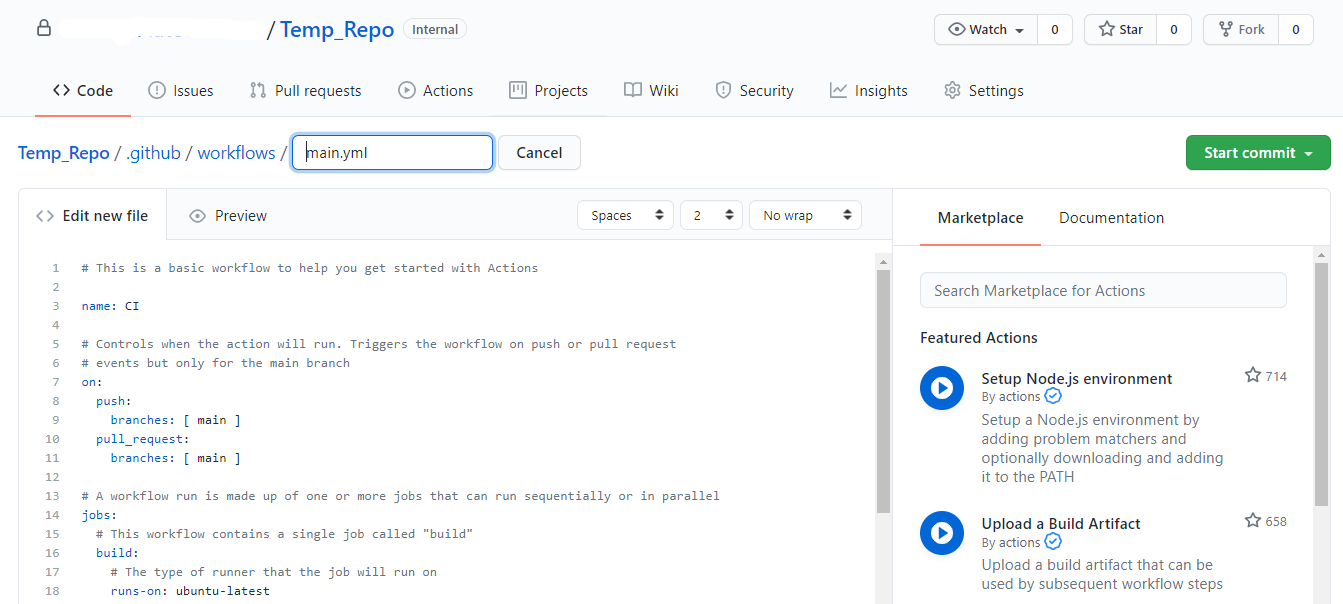 / Temp_Repo Internal
Watch 0 Star 0 Fork 0
Code Issues Pull requests Actions Projects Wiki Security Insights Settings
Temp_Repo / .github / workflows / main.yml Cancel Start commit
Edit new file Preview Spaces 2 No wrap
1 # This is a basic workflow to help you get started with Actions
2
3 name: CI
4
5 # Controls when the action will run. Triggers the workflow on push or pull request
6 # events but only for the main branch
7 on:
8 push:
9 branches: [ main ]
10 pull_request:
11 branches: [ main ]
12
13 # A workflow run is made up of one or more jobs that can run sequentially or in parallel
14 jobs:
15 # This workflow contains a single job called "build"
16 build:
17 # The type of runner that the job will run on
18 runs-on: ubuntu-latest
Marketplace Documentation
Search Marketplace for Actions
Featured Actions
Setup Node.js environment 714
By actions
Setup a Node.js environment by
adding problem matchers and
optionally downloading and adding
it to the PATH
Upload a Build Artifact 658
By actions
Upload a build artifact that can be
used by subsequent workflow steps